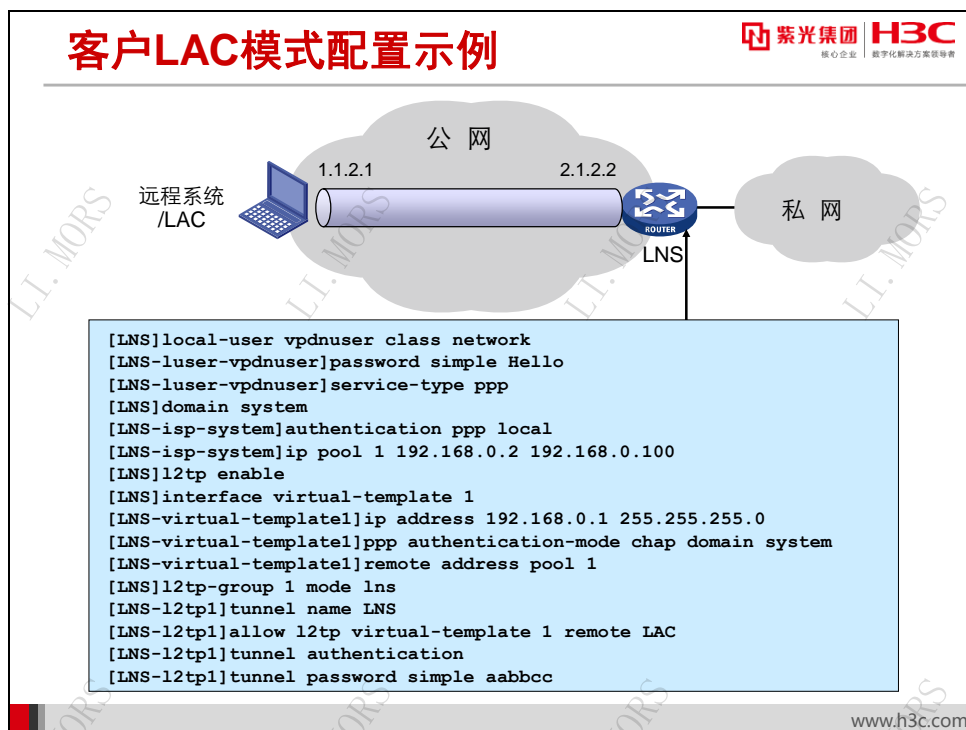 客户LAC模式配置示例
紫光集团
核心企业
H3C
数字化解决方案领导者
公 网
1.1.2.1
2.1.2.2
远程系统
/LAC
ROUTER
LNS
私 网
[LNS]local-user vpdnuser class network
[LNS-luser-vpdnuser]password simple Hello
[LNS-luser-vpdnuser]service-type ppp
[LNS]domain system
[LNS-isp-system]authentication ppp local
[LNS-isp-system]ip pool 1 192.168.0.2 192.168.0.100
[LNS]l2tp enable
[LNS]interface virtual-template 1
[LNS-virtual-template1]ip address 192.168.0.1 255.255.255.0
[LNS-virtual-template1]ppp authentication-mode chap domain system
[LNS-virtual-template1]remote address pool 1
[LNS]l2tp-group 1 mode lns
[LNS-l2tp1]tunnel name LNS
[LNS-l2tp1]allow l2tp virtual-template 1 remote LAC
[LNS-l2tp1]tunnel authentication
[LNS-l2tp1]tunnel password simple aabbcc
www.h3c.com
LI. MORS
LI. MORS
LI. MORS
LI. MORS